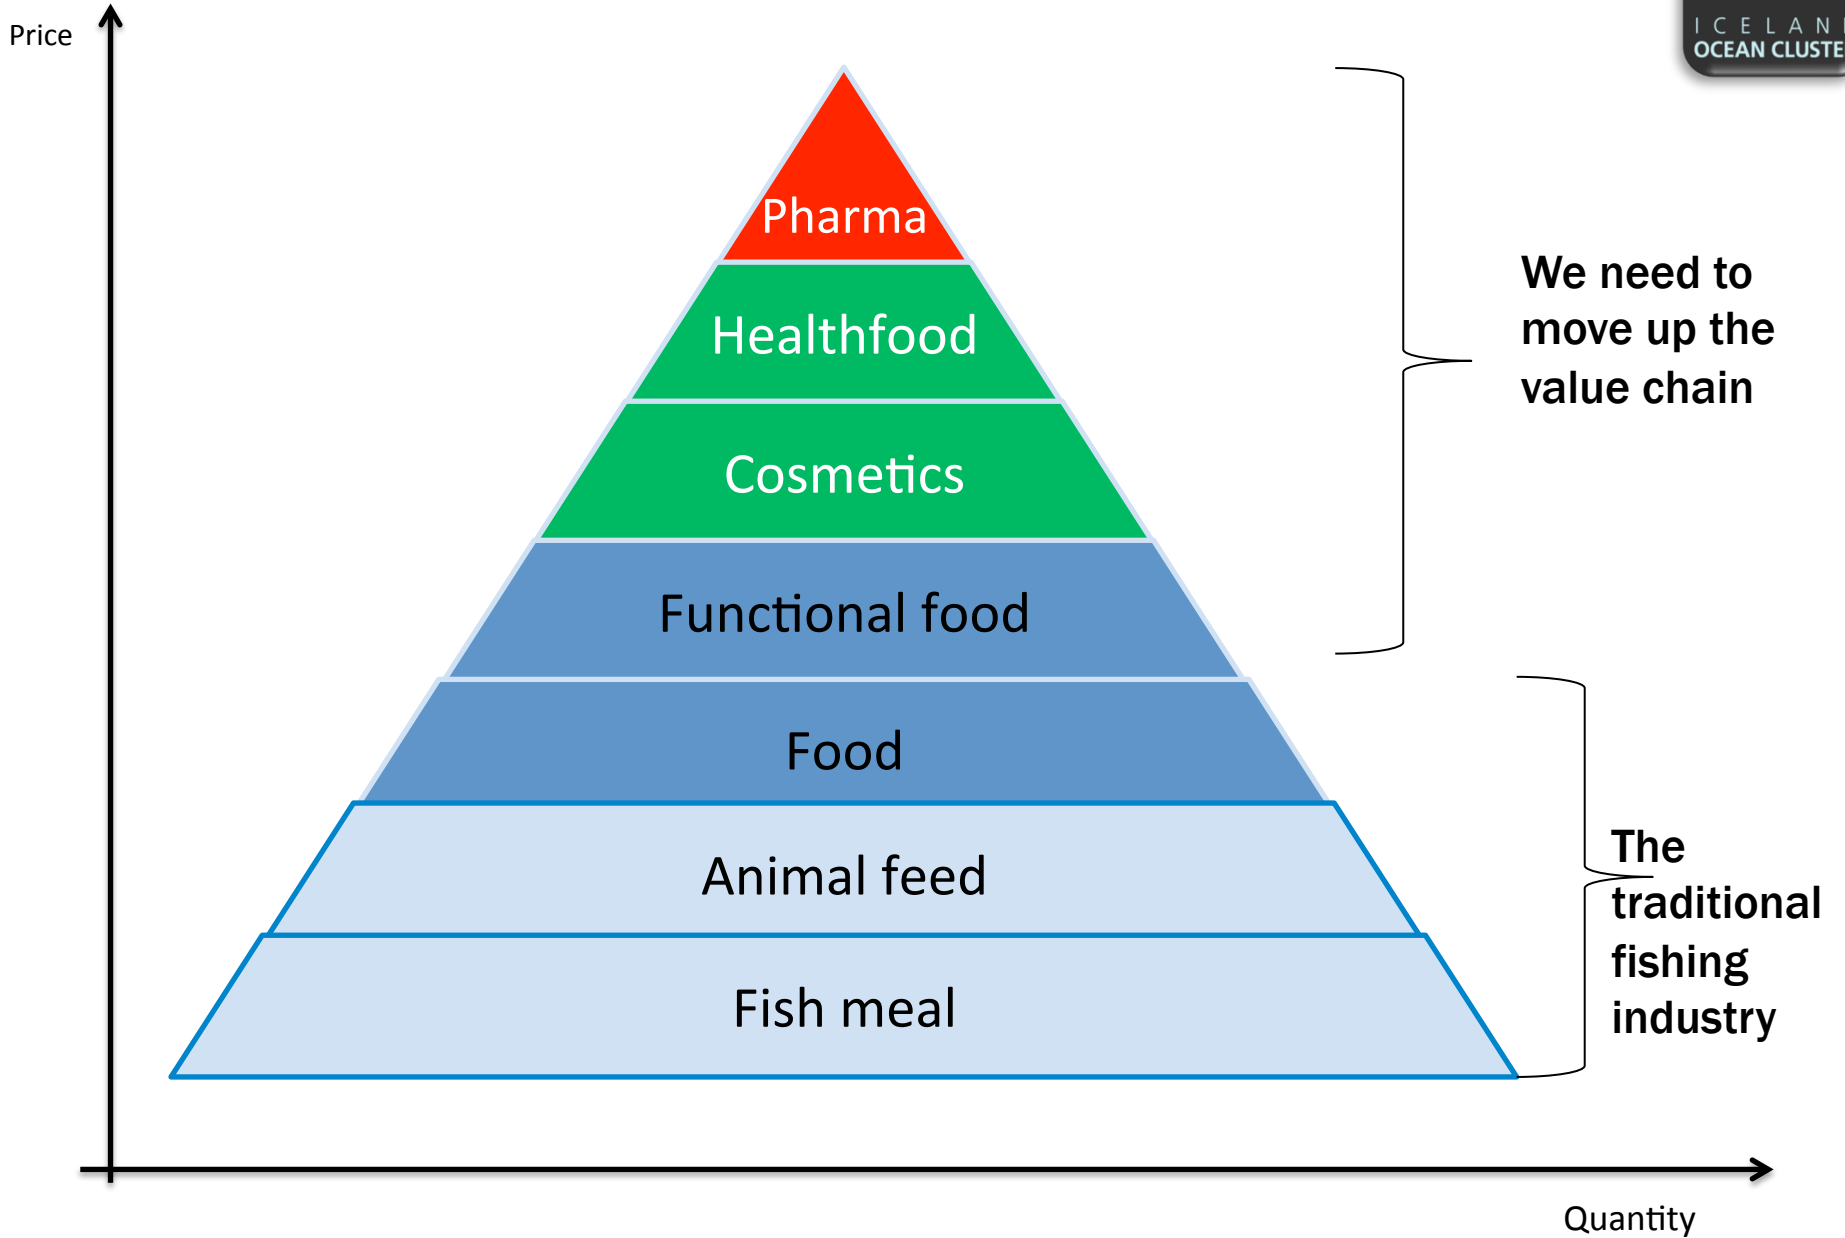 Price
I C E L A N
OCEAN CLUSTE
Pharma
Healthfood
Cosmetics
Functional food
Food
Animal feed
Fish meal
We need to
move up the
value chain
The
traditional
fishing
industry
Quantity